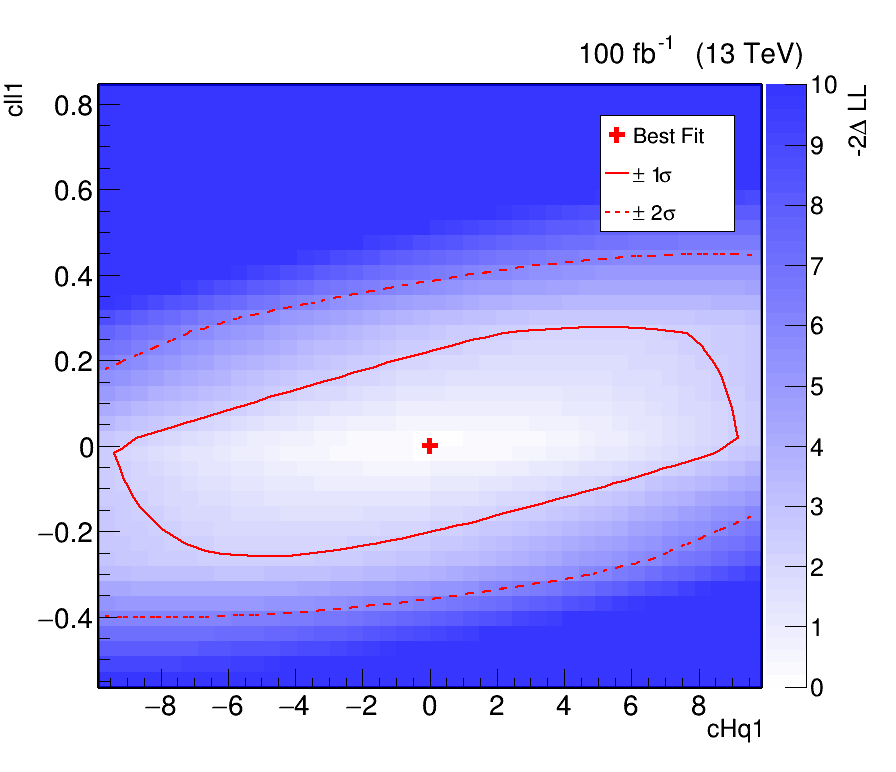 100 fb⁻¹ (13 TeV)
cll1
-2Δ LL
Best Fit
± 1σ
± 2σ
0.8
0.6
0.4
0.2
0
−0.2
−0.4
−8 −6 −4 −2 0 2 4 6 8
cHq1
10
9
8
7
6
5
4
3
2
1
0